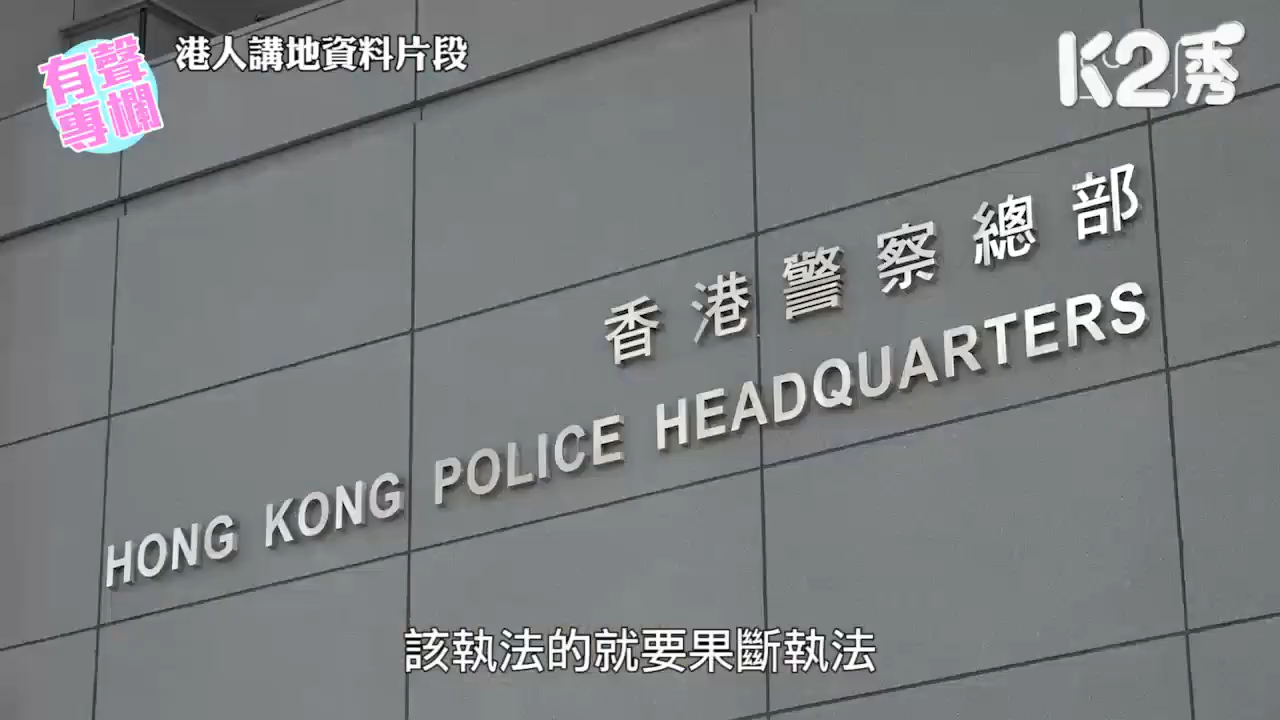 有聲
專欄
港人講地資料片段
K2秀
香港警察總部
HONG KONG POLICE HEADQUARTERS
該執法的就要果斷執法